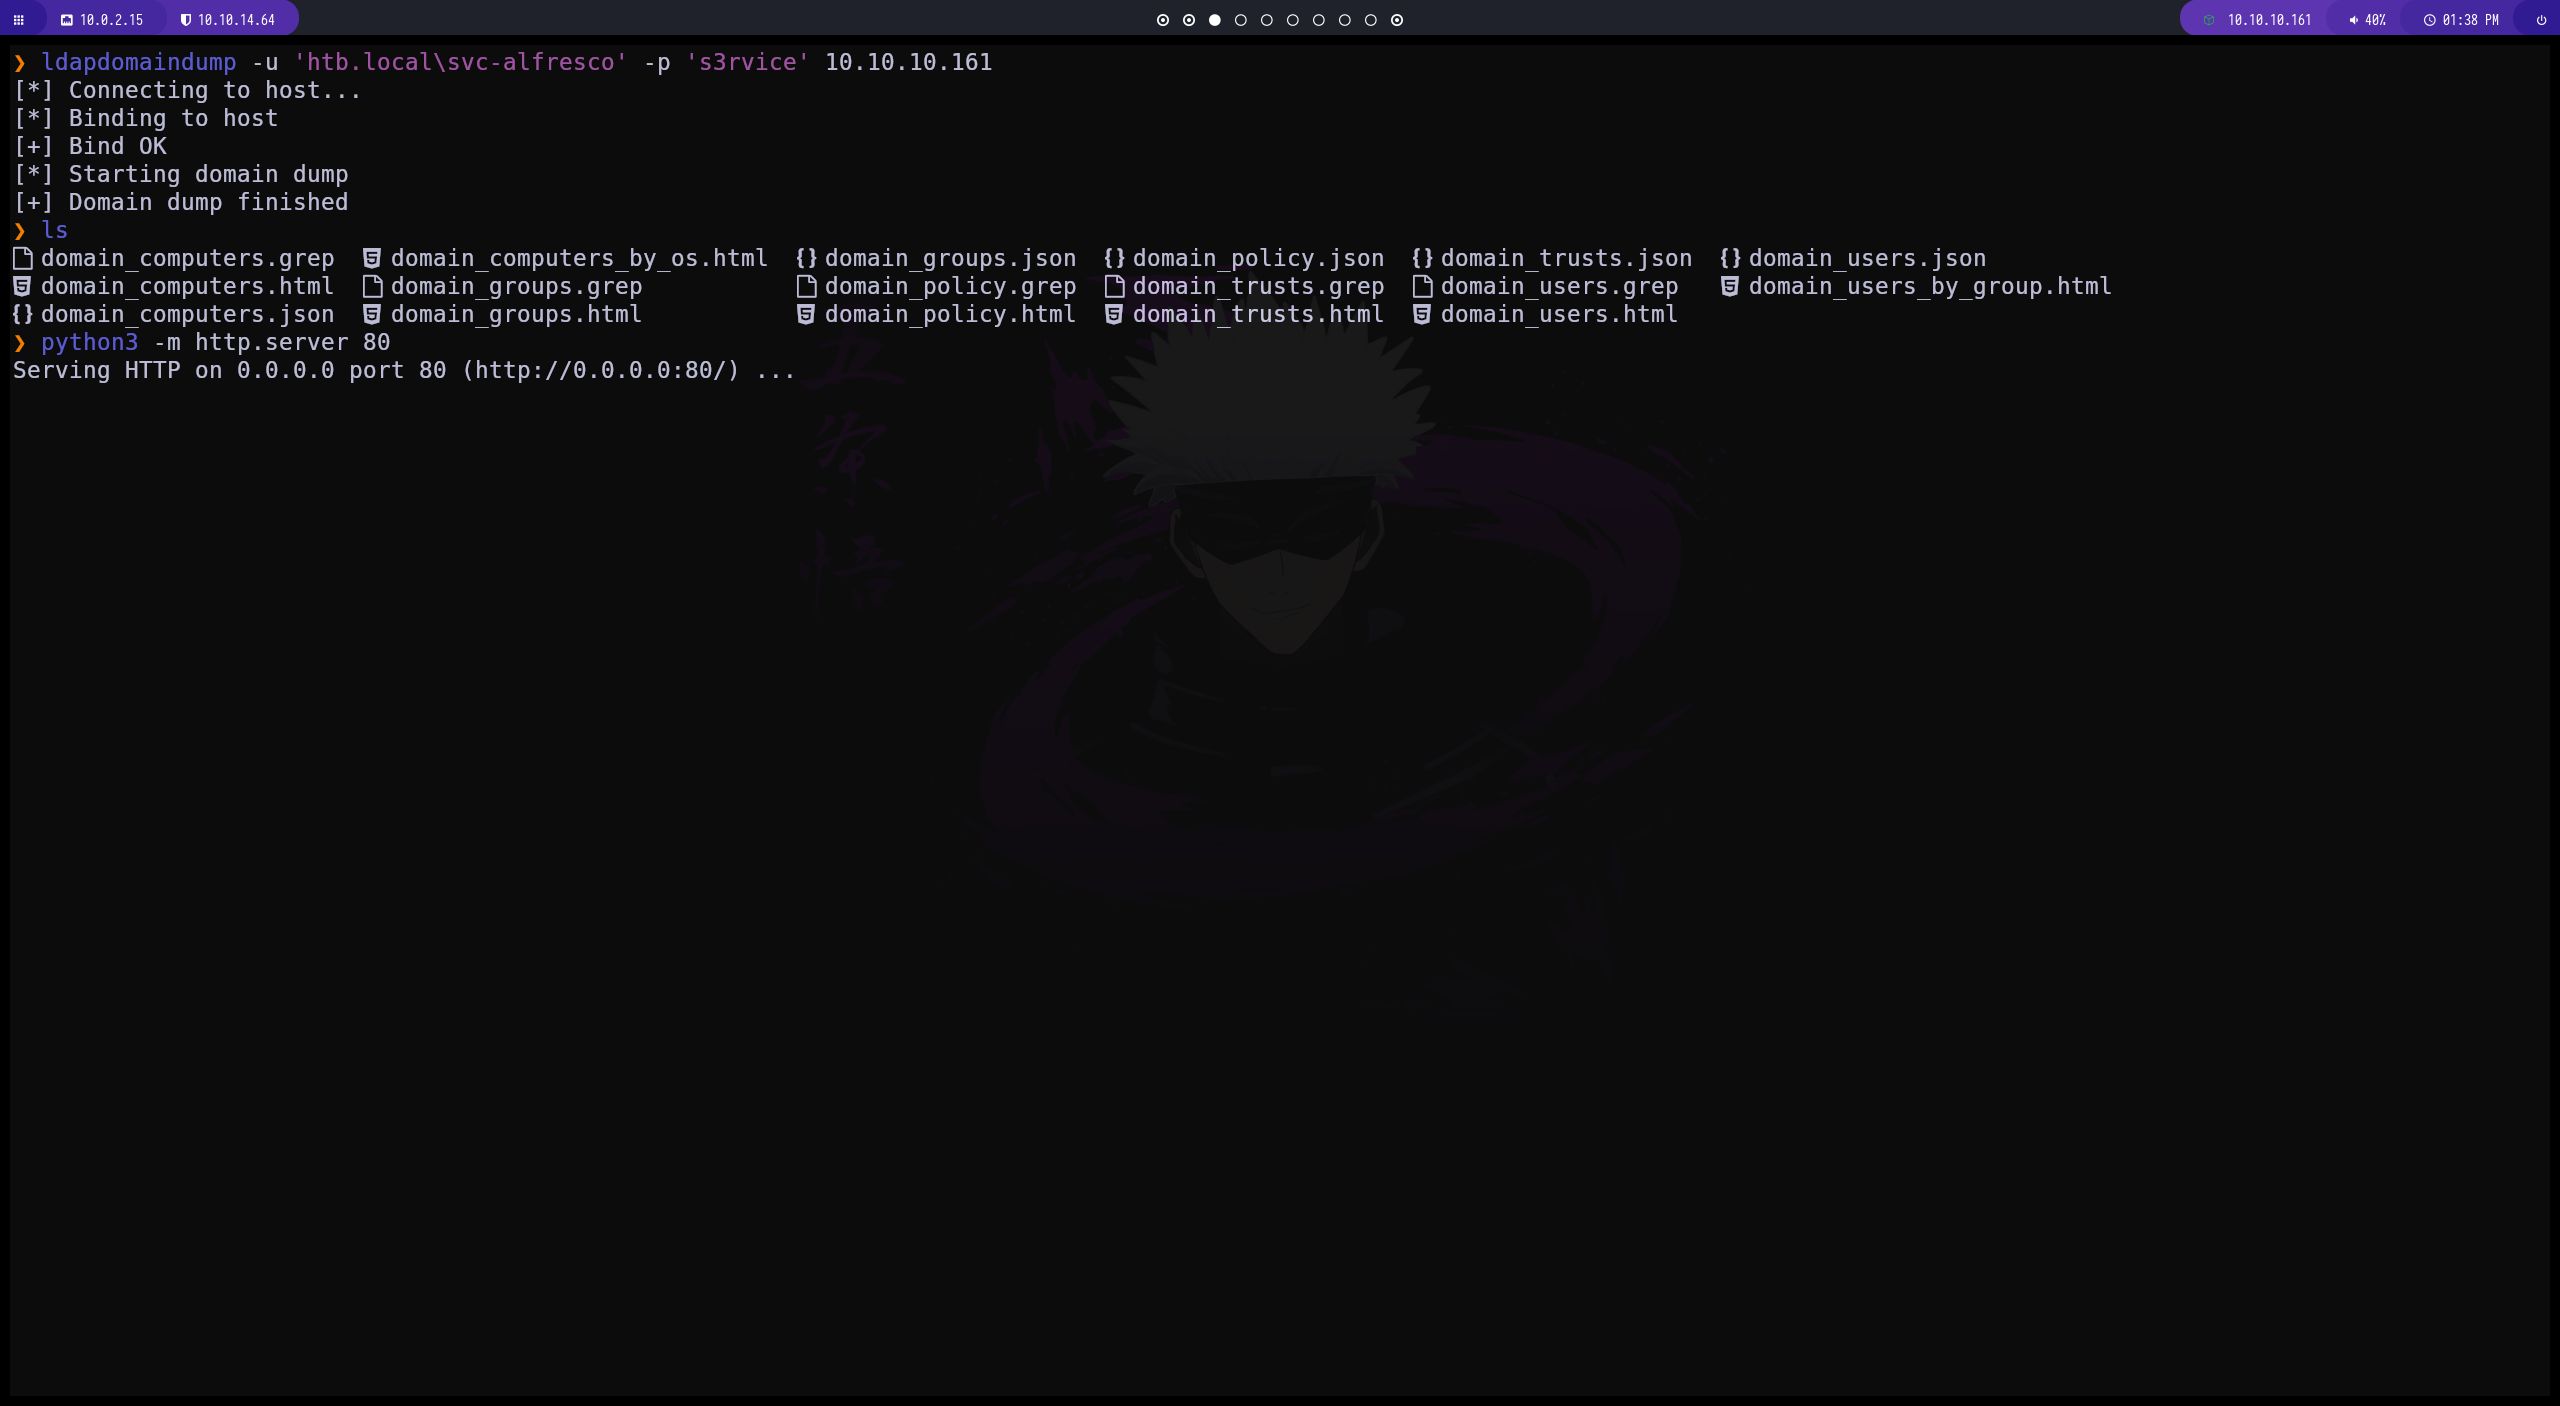 10.0.2.15 10.10.14.64 10.10.10.161 40% 01:38 PM
❯ ldapdomaindump -u 'htb.local\svc-alfresco' -p 's3rvice' 10.10.10.161
[*] Connecting to host...
[*] Binding to host
[+] Bind OK
[*] Starting domain dump
[+] Domain dump finished
❯ ls
domain_computers.grep domain_computers_by_os.html domain_groups.json domain_policy.json domain_trusts.json domain_users.json
domain_computers.html domain_groups.grep domain_policy.grep domain_trusts.grep domain_users.grep domain_users_by_group.html
domain_computers.json domain_groups.html domain_policy.html domain_trusts.html domain_users.html
❯ python3 -m http.server 80
Serving HTTP on 0.0.0.0 port 80 (http://0.0.0.0:80/) ...